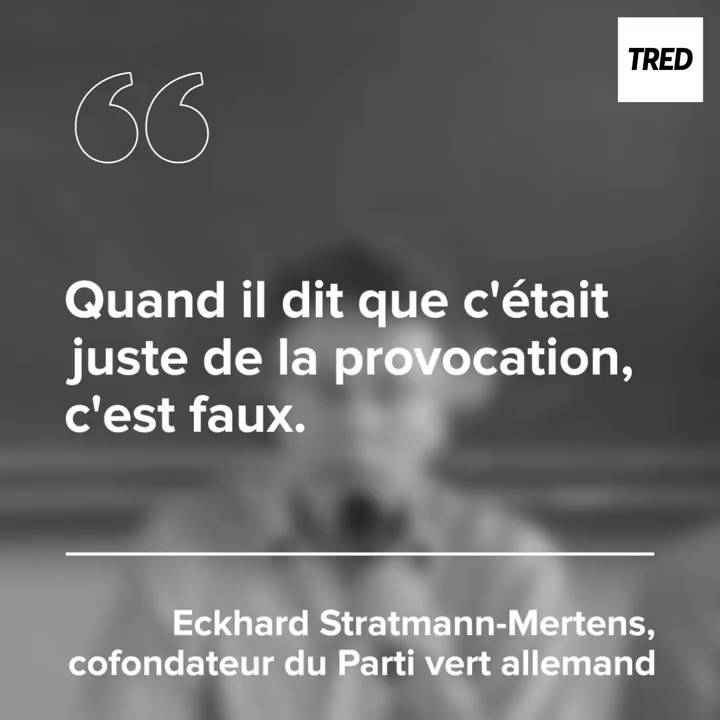 TRED
“
Quand il dit que c'était
juste de la provocation,
c'est faux.
Eckhard Stratmann-Mertens,
cofondateur du Parti vert allemand